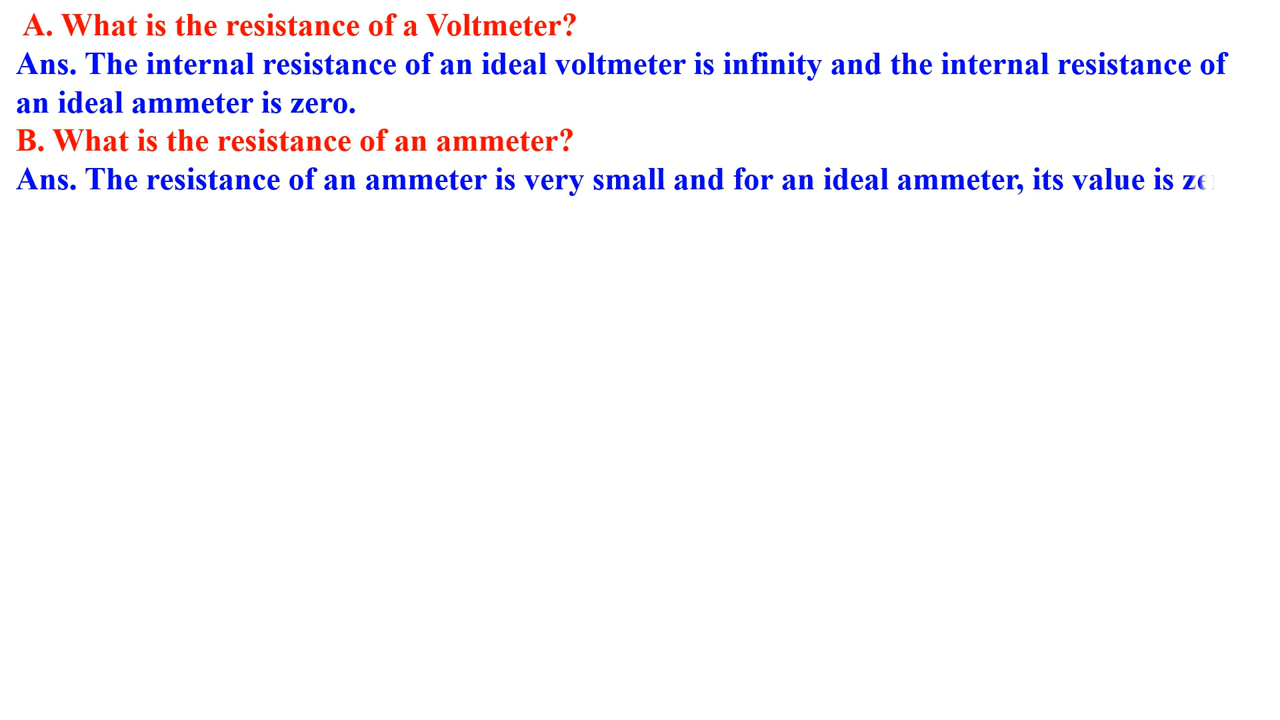 A. What is the resistance of a Voltmeter?
Ans. The internal resistance of an ideal voltmeter is infinity and the internal resistance of
an ideal ammeter is zero.
B. What is the resistance of an ammeter?
Ans. The resistance of an ammeter is very small and for an ideal ammeter, its value is